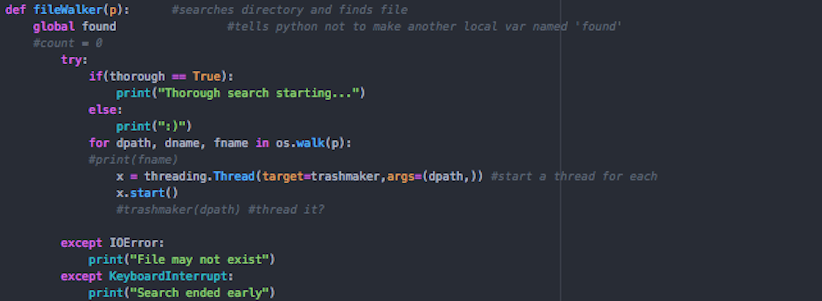 def fileWalker(p):      #searches directory and finds file
    global found                #tells python not to make another local var named 'found'
    #count = 0
        try:
            if(thorough == True):
                print("Thorough search starting...")
            else:
                print(":)")
            for dpath, dname, fname in os.walk(p):
            #print(fname)
                x = threading.Thread(target=trashmaker,args=(dpath,)) #start a thread for each
                x.start()
                #trashmaker(dpath) #thread it?
        except IOError:
            print("File may not exist")
        except KeyboardInterrupt:
            print("Search ended early")